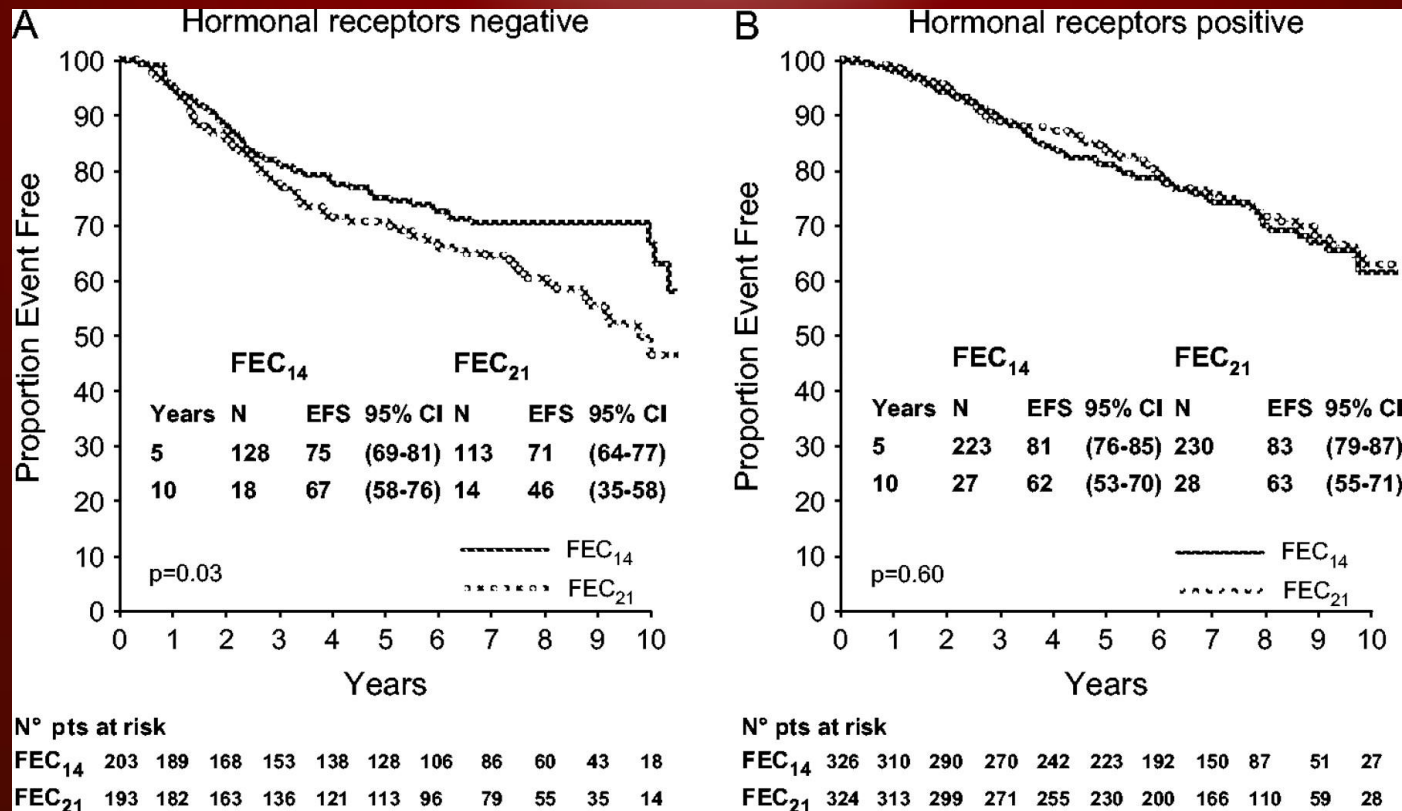 A Hormonal receptors negative
Proportion Event Free
100
90
80
70
60
50
40
30
20
10
0
FEC14 FEC21
Years N EFS 95% CI N EFS 95% CI
5 128 75 (69-81) 113 71 (64-77)
10 18 67 (58-76) 14 46 (35-58)
FEC14
FEC21
p=0.03
0 1 2 3 4 5 6 7 8 9 10
Years
N° pts at risk
FEC14 203 189 168 153 138 128 106 86 60 43 18
FEC21 193 182 163 136 121 113 96 79 55 35 14
B Hormonal receptors positive
Proportion Event Free
100
90
80
70
60
50
40
30
20
10
0
FEC14 FEC21
Years N EFS 95% CI N EFS 95% CI
5 223 81 (76-85) 230 83 (79-87)
10 27 62 (53-70) 28 63 (55-71)
FEC14
FEC21
p=0.60
0 1 2 3 4 5 6 7 8 9 10
Years
N° pts at risk
FEC14 326 310 290 270 242 223 192 150 87 51 27
FEC21 324 313 299 271 255 230 200 166 110 59 28